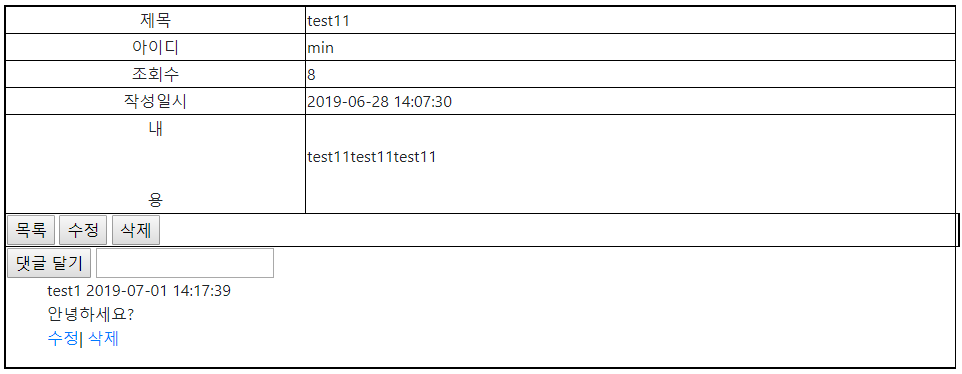 제목 test11
아이디 min
조회수 8
작성일시 2019-06-28 14:07:30
내
test11test11test11
용
목록 수정 삭제
댓글 달기
test1 2019-07-01 14:17:39
안녕하세요?
수정| 삭제